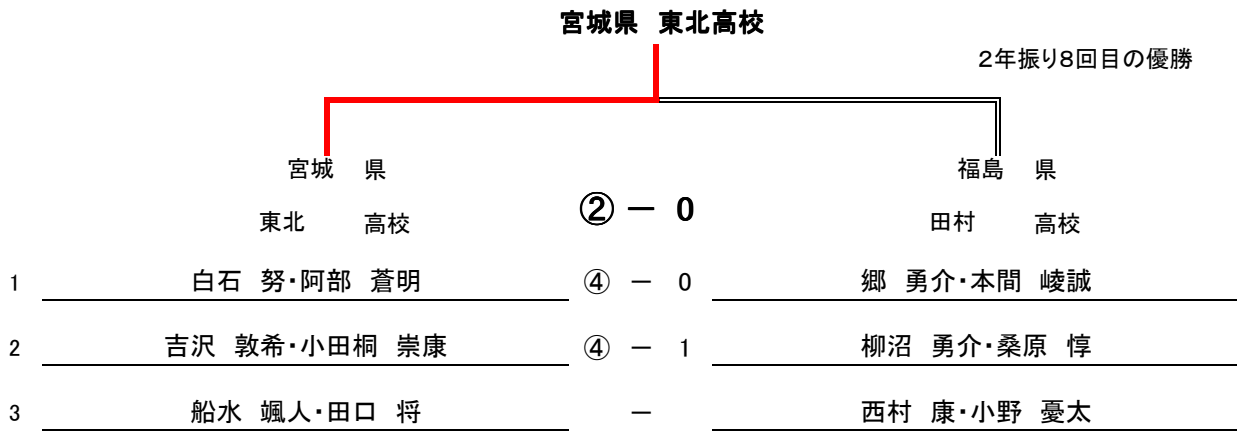 宮城県　東北高校
２年振り８回目の優勝
宮城　県　福島　県
東北　高校　②　－　０　田村　高校
1　白石　努・阿部　蒼明　④　－　0　郷　勇介・本間　崚誠
2　吉沢　敦希・小田桐　崇康　④　－　1　柳沼　勇介・桑原　惇
3　船水　颯人・田口　将　－　西村　康・小野　憂太